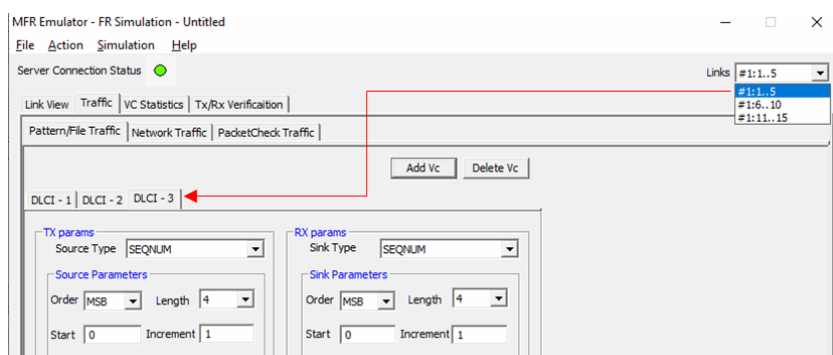 MFR Emulator - FR Simulation - Untitled
File Action Simulation Help
Server Connection Status
Links #1:1..5
#1:1..5
#1:6..10
#1:11..15
Link View Traffic VC Statistics Tx/Rx Verificaition
Pattern/File Traffic Network Traffic PacketCheck Traffic
Add Vc Delete Vc
DLCI - 1 DLCI - 2 DLCI - 3
TX params RX params
Source Type SEQNUM Sink Type SEQNUM
Source Parameters Sink Parameters
Order MSB Length 4 Order MSB Length 4
Start 0 Increment 1 Start 0 Increment 1